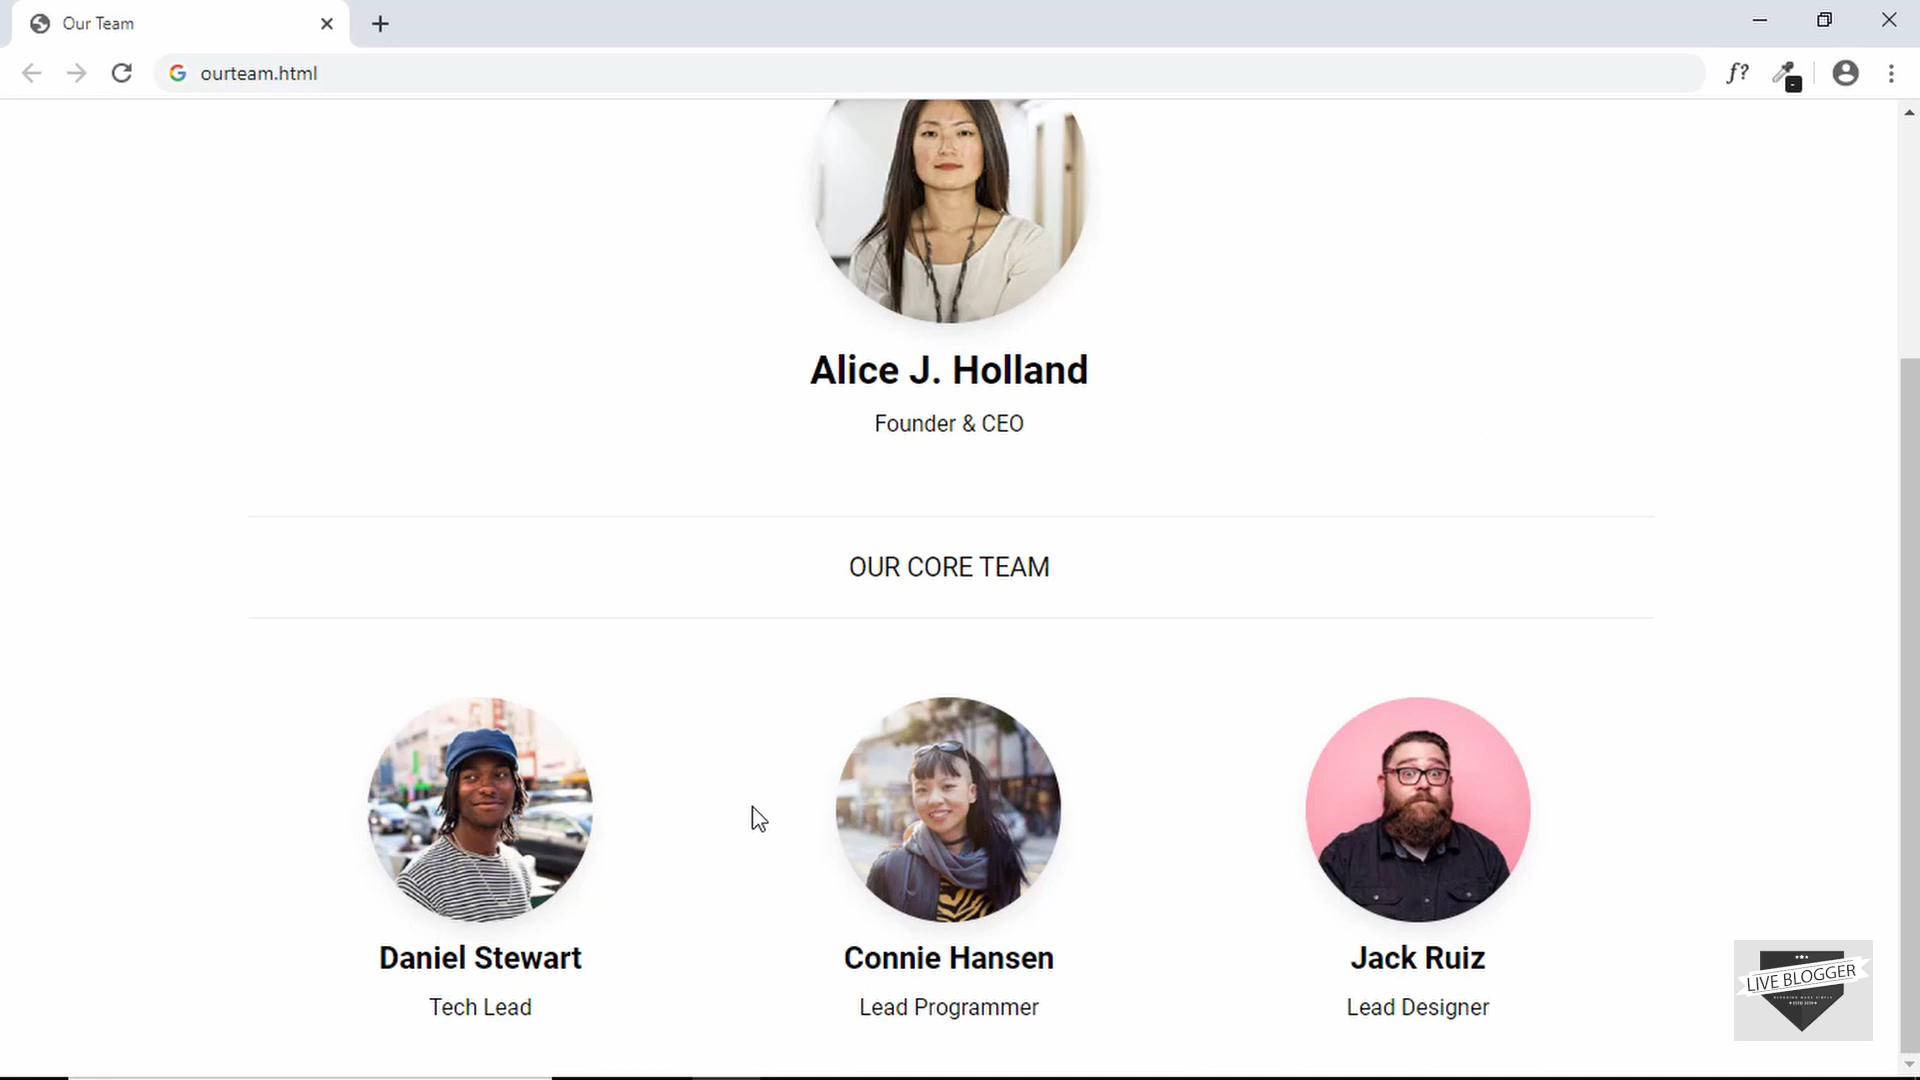 Our Team
ourteam.html
f?
Alice J. Holland
Founder & CEO
OUR CORE TEAM
Daniel Stewart
Connie Hansen
Jack Ruiz
Tech Lead
Lead Programmer
Lead Designer
LIVE BLOGGER